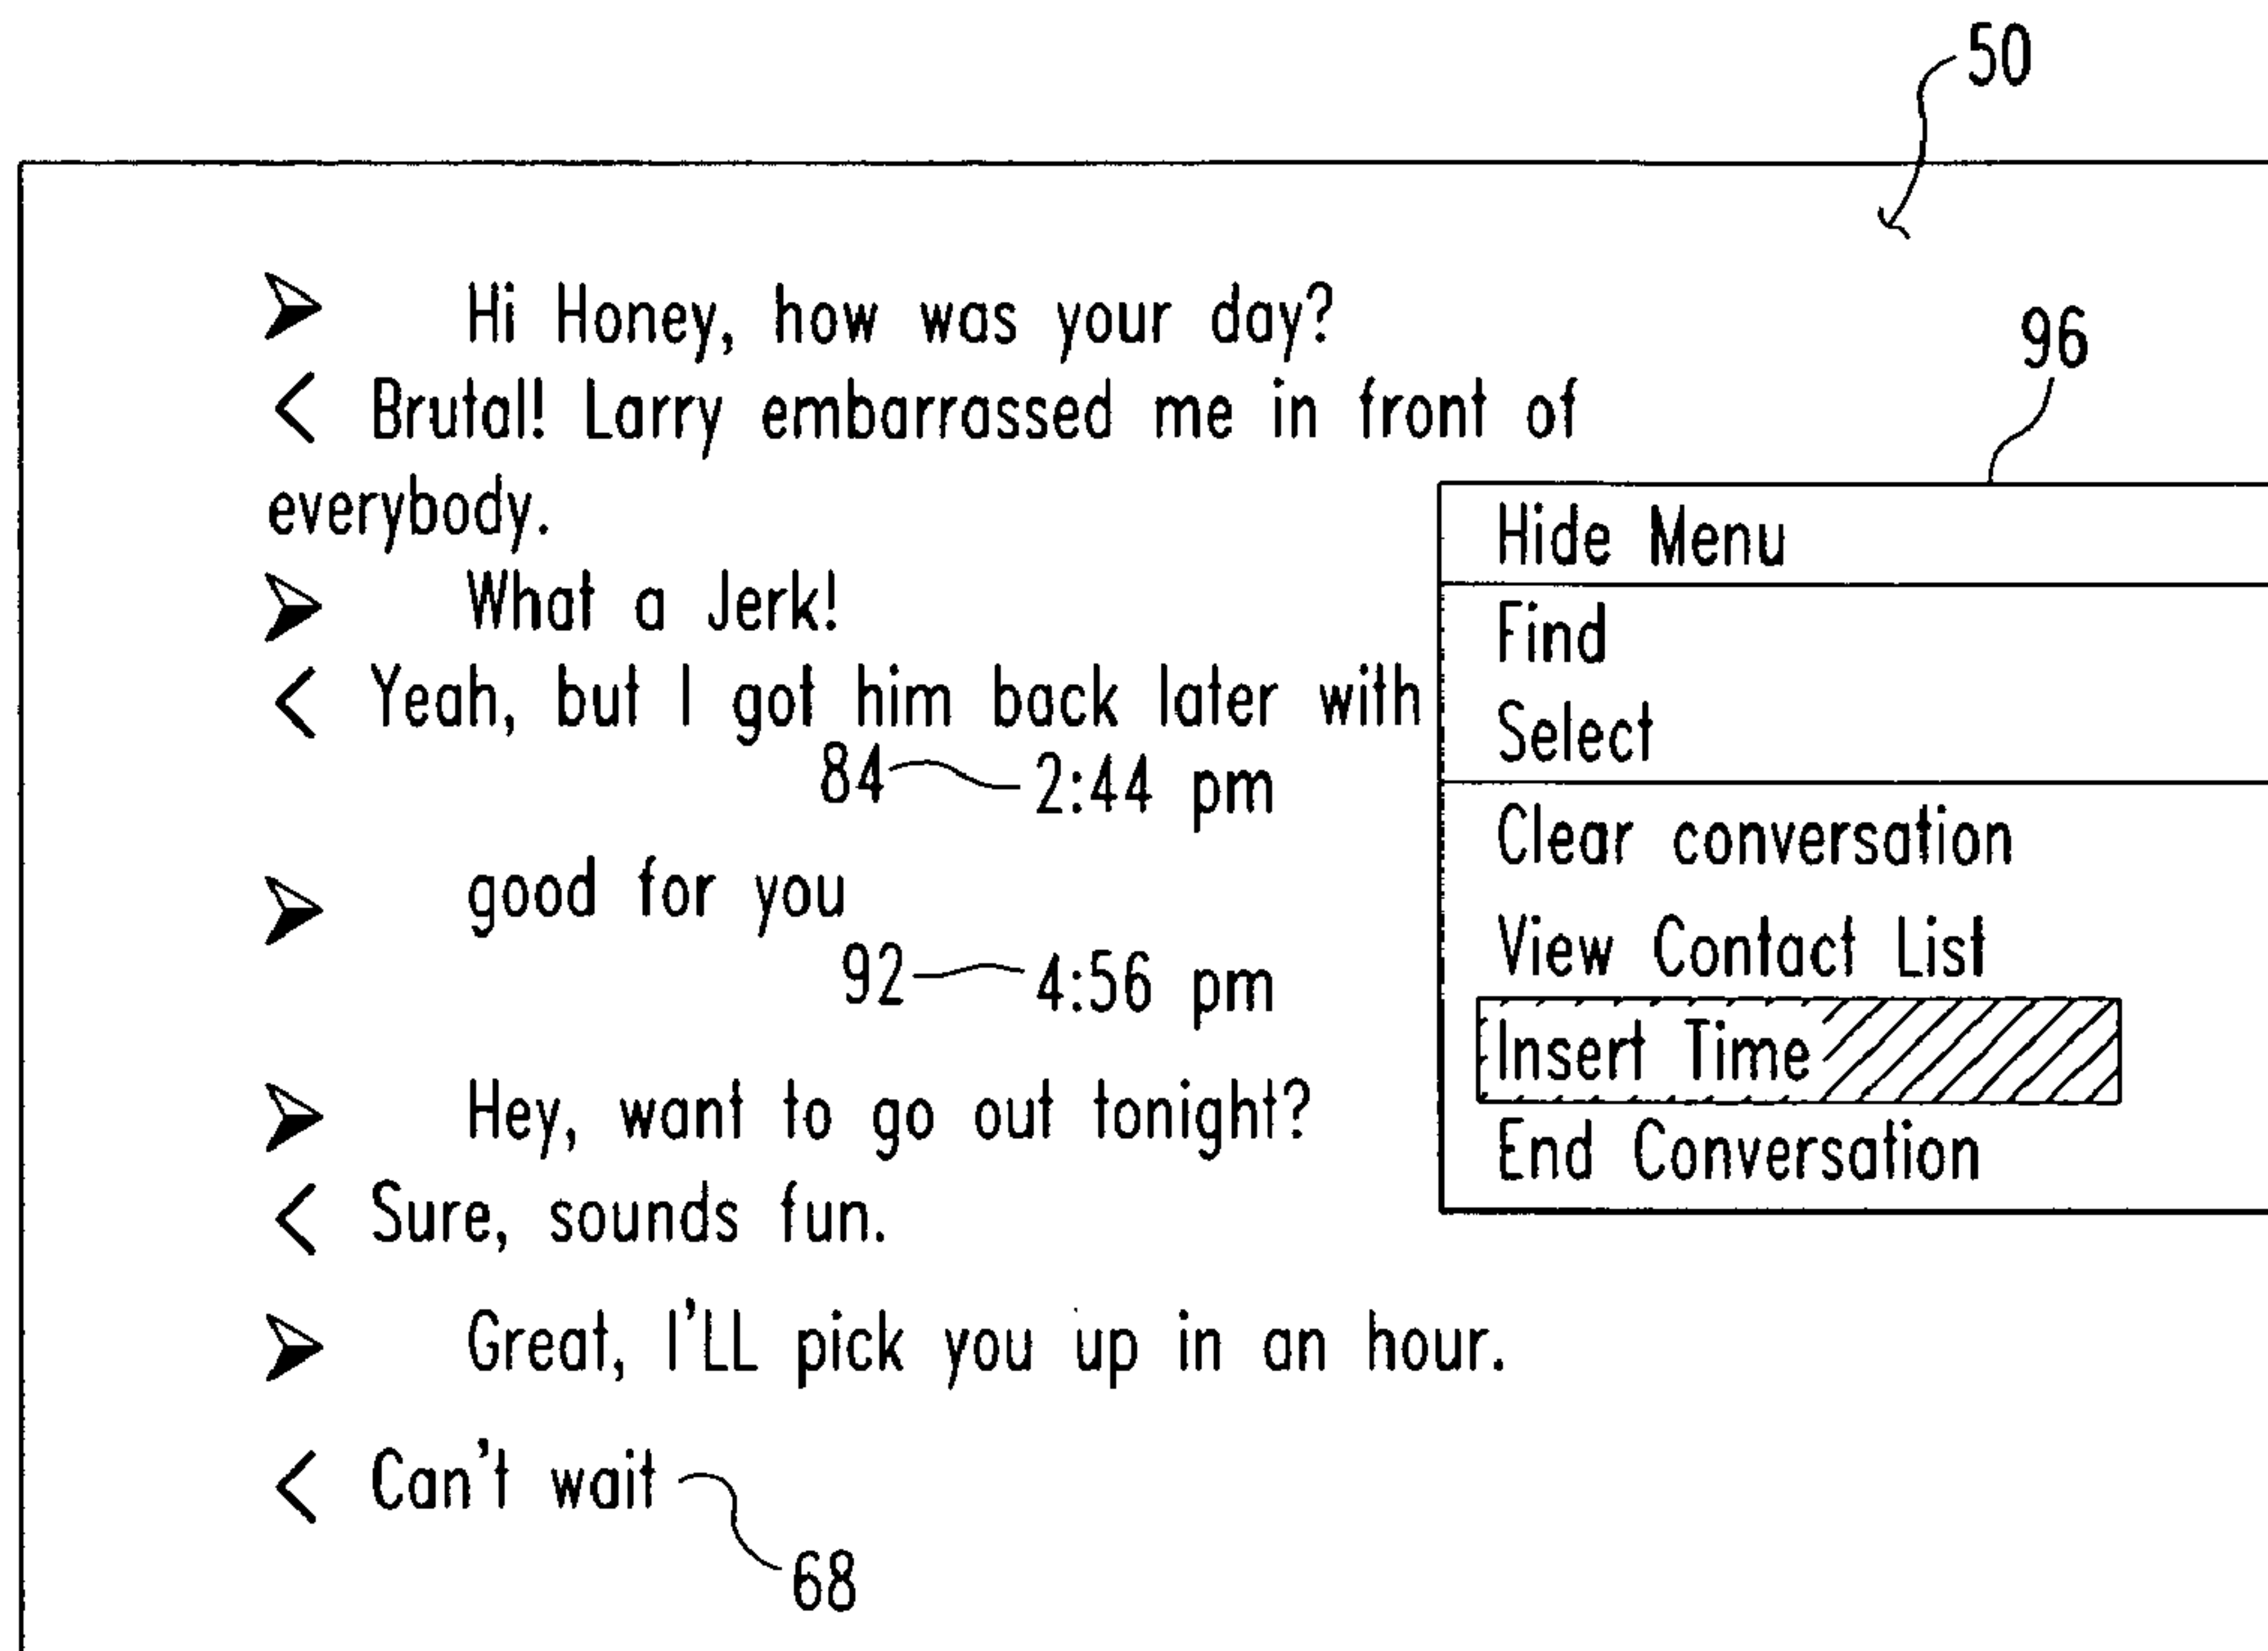 50
Hi Honey, how was your day?
96
< Brutal! Larry embarrassed me in front of
everybody.
Hide Menu
What a Jerk!
Find
< Yeah, but I got him back later with
Select
84 2:44 pm
Clear conversation
good for you
View Contact List
92 4:56 pm
Insert Time
Hey, want to go out tonight?
End Conversation
< Sure, sounds fun.
Great, I'LL pick you up in an hour.
< Can't wait
68